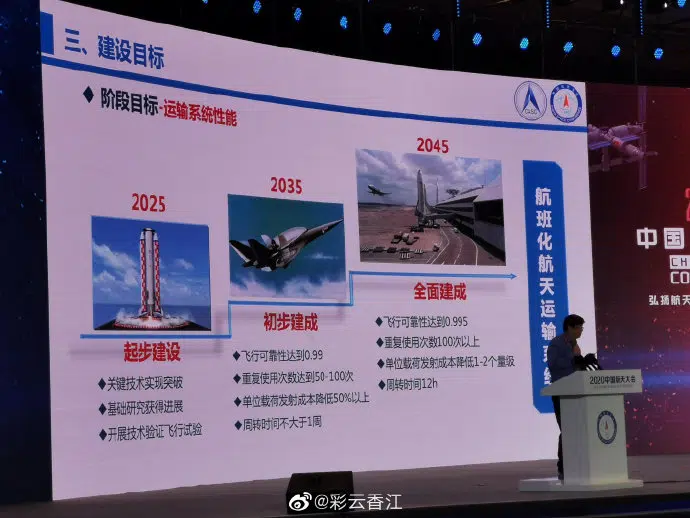 三、建设目标
◆ 阶段目标-运输系统性能
CASC
2025
2035
2045
起步建设
• 关键技术实现突破
• 基础研究获得进展
• 开展技术验证飞行试验
初步建成
• 飞行可靠性达到0.99
• 重复使用次数达到50-100次
• 单位载荷发射成本降低50%以上
• 周转时间不大于1周
全面建成
• 飞行可靠性达到0.995
• 重复使用次数100次以上
• 单位载荷发射成本降低1-2个量级
• 周转时间12h
航班化航天运输系统
中国
CH
CO
弘扬航天
2020中国航天大会
@彩云香江